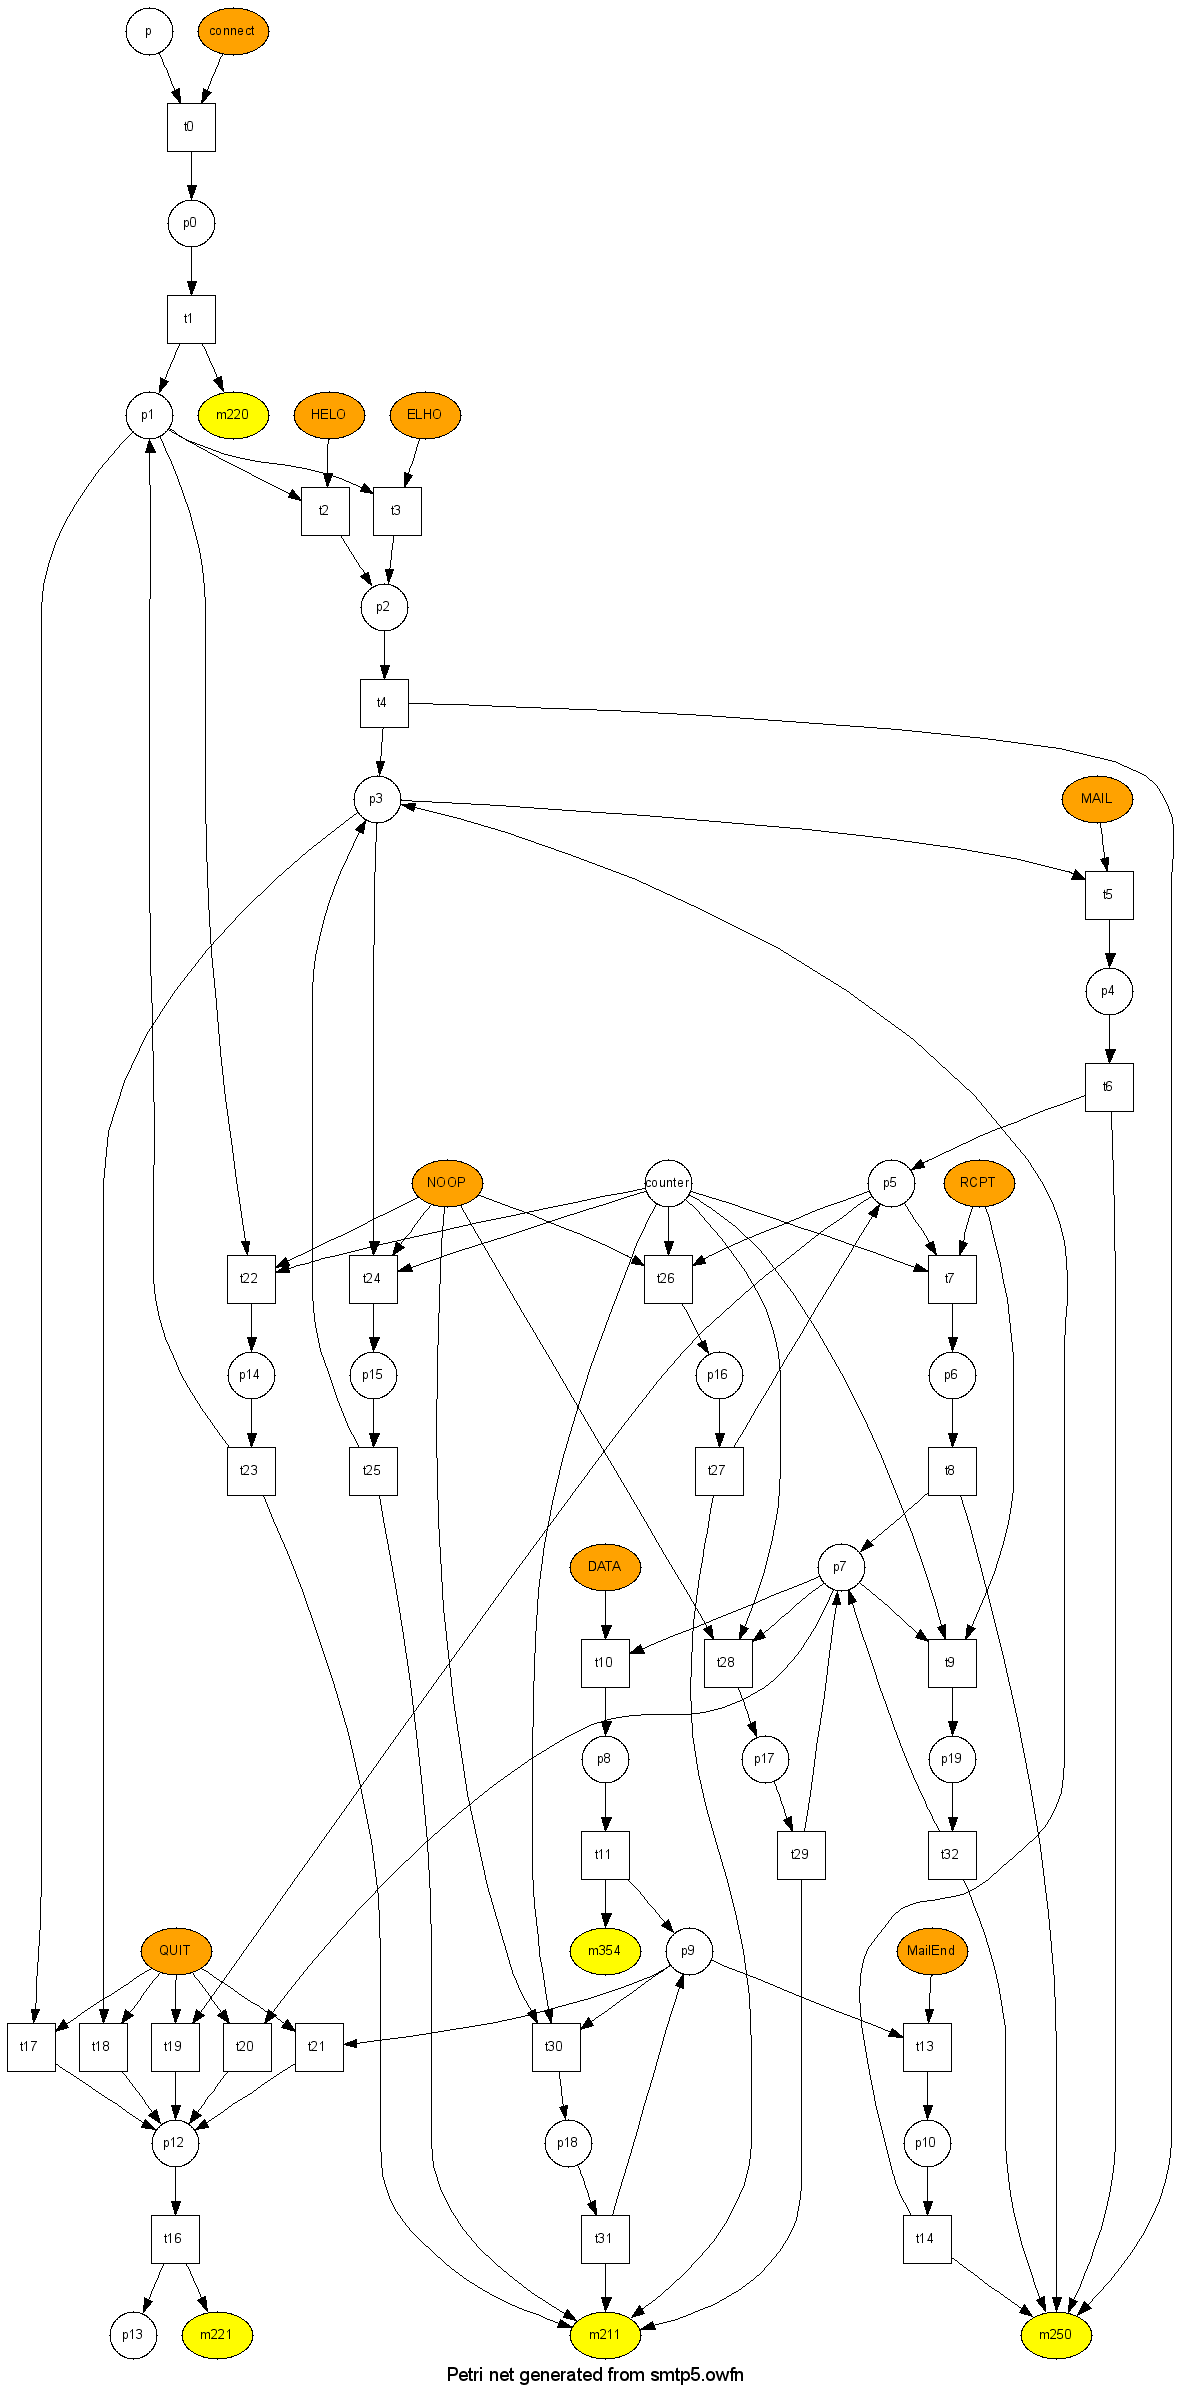 p connect
t0
p0
t1
p1 m220 HELO ELHO
t2 t3
p2
t4
p3 MAIL
t5
p4
t6
NOOP counter p5 RCPT
t22 t24 t26 t7
p14 p15 p16 p6
t23 t25 t27 t8
DATA p7
t10 t28 t9
p8 p17 p19
t11 t29 t32
QUIT m354 p9 MailEnd
t17 t18 t19 t20 t21 t30 t13
p12 p18 p10
t16 t31 t14
p13 m221 m211 m250
Petri net generated from smtp5.owfn